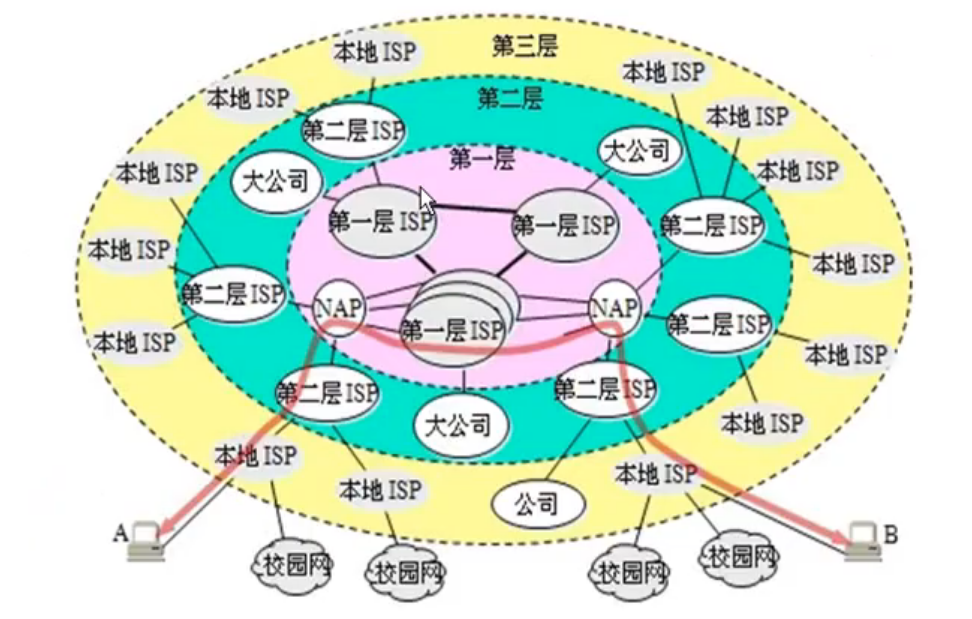 第三层
本地 ISP
本地 ISP
本地 ISP
第二层
本地 ISP
第二层 ISP
第一层
大公司
本地 ISP
大公司
本地 ISP
第一层 ISP
第一层 ISP
第二层 ISP
本地 ISP
本地 ISP
第二层 ISP
NAP
NAP
第一层 ISP
第二层 ISP
本地 ISP
本地 ISP
第二层 ISP
第二层 ISP
大公司
本地 ISP
本地 ISP
本地 ISP
本地 ISP
公司
A
B
校园网
校园网
校园网
校园网